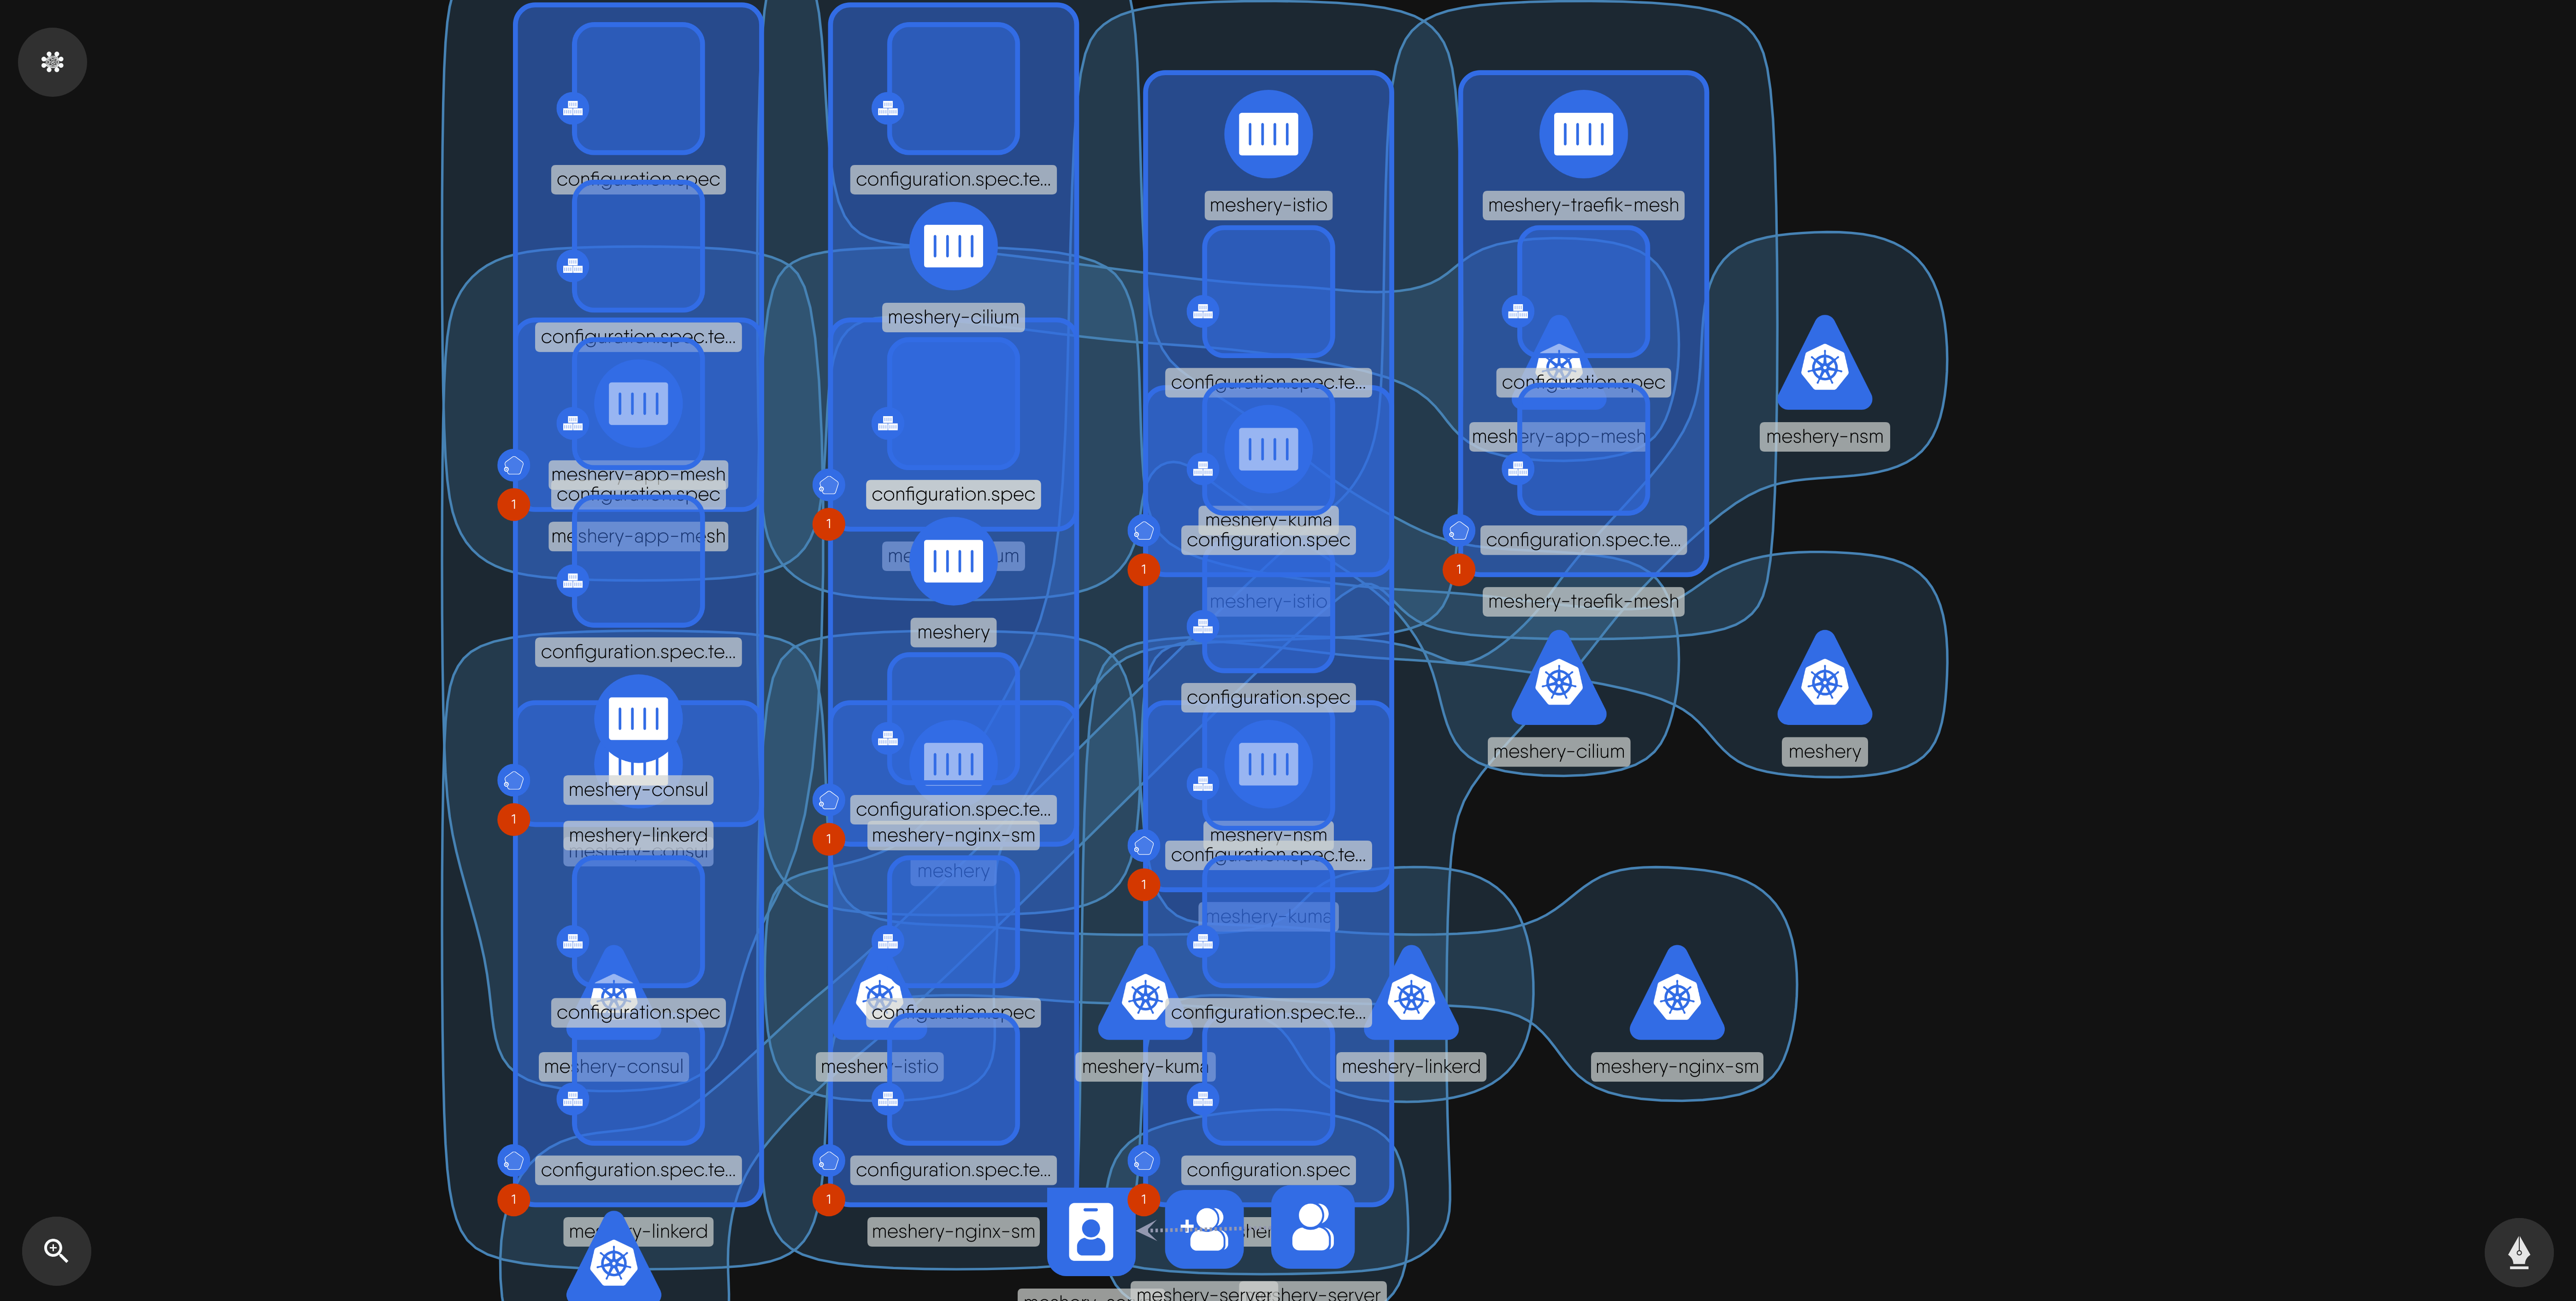 configuration.spec
configuration.spec.te...
meshery-istio
meshery-traefik-mesh
configuration.spec.te...
meshery-cilium
configuration.spec.te...
configuration.spec
meshery-app-mesh
meshery-nsm
meshery-app-mesh
configuration.spec
configuration.spec
meshery-kuma
configuration.spec
configuration.spec.te...
meshery-app-mesh
meshery-istio
meshery-traefik-mesh
meshery
configuration.spec.te...
configuration.spec
meshery-cilium
meshery
meshery-consul
configuration.spec.te...
meshery-linkerd
meshery-nginx-sm
meshery-nsm
meshery-consul
configuration.spec.te...
meshery
meshery-kuma
configuration.spec
configuration.spec
configuration.spec.te...
meshery-consul
meshery-istio
meshery-kuma
meshery-linkerd
meshery-nginx-sm
configuration.spec.te...
configuration.spec.te...
configuration.spec
meshery-linkerd
meshery-nginx-sm
meshery-server
1
1
1
1
1
1
1
1
1
1